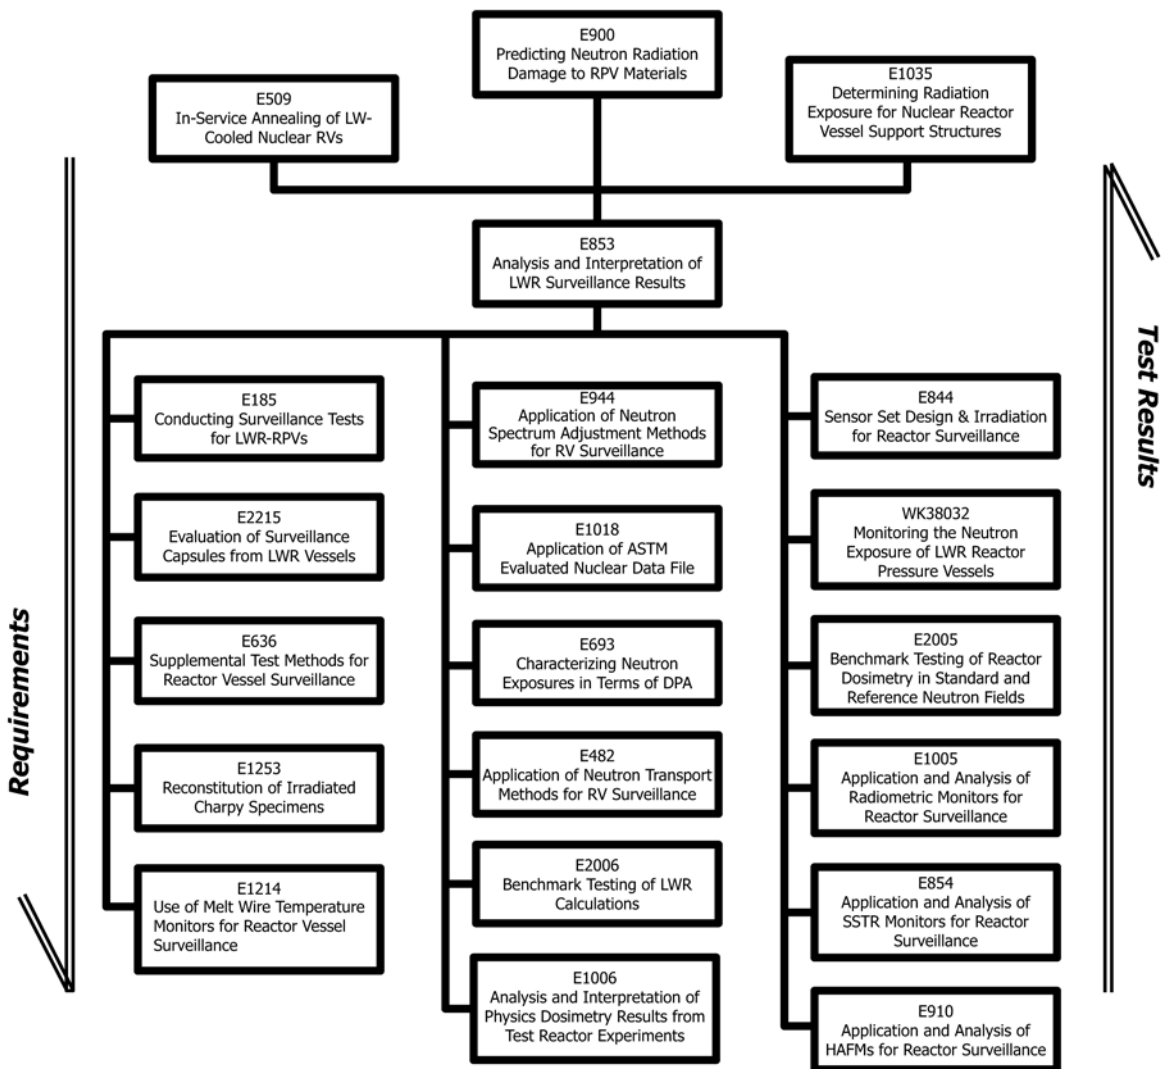 E900
Predicting Neutron Radiation
Damage to RPV Materials
E509
In-Service Annealing of LW-
Cooled Nuclear RVs
E1035
Determining Radiation
Exposure for Nuclear Reactor
Vessel Support Structures
E853
Analysis and Interpretation of
LWR Surveillance Results
Requirements
Test Results
E185
Conducting Surveillance Tests
for LWR-RPVs
E2215
Evaluation of Surveillance
Capsules from LWR Vessels
E636
Supplemental Test Methods for
Reactor Vessel Surveillance
E1253
Reconstitution of Irradiated
Charpy Specimens
E1214
Use of Melt Wire Temperature
Monitors for Reactor Vessel
Surveillance
E944
Application of Neutron
Spectrum Adjustment Methods
for RV Surveillance
E1018
Application of ASTM
Evaluated Nuclear Data File
E693
Characterizing Neutron
Exposures in Terms of DPA
E482
Application of Neutron Transport
Methods for RV Surveillance
E2006
Benchmark Testing of LWR
Calculations
E1006
Analysis and Interpretation of
Physics Dosimetry Results from
Test Reactor Experiments
E844
Sensor Set Design & Irradiation
for Reactor Surveillance
WK38032
Monitoring the Neutron
Exposure of LWR Reactor
Pressure Vessels
E2005
Benchmark Testing of Reactor
Dosimetry in Standard and
Reference Neutron Fields
E1005
Application and Analysis of
Radiometric Monitors for
Reactor Surveillance
E854
Application and Analysis of
SSTR Monitors for Reactor
Surveillance
E910
Application and Analysis of
HAFMs for Reactor Surveillance